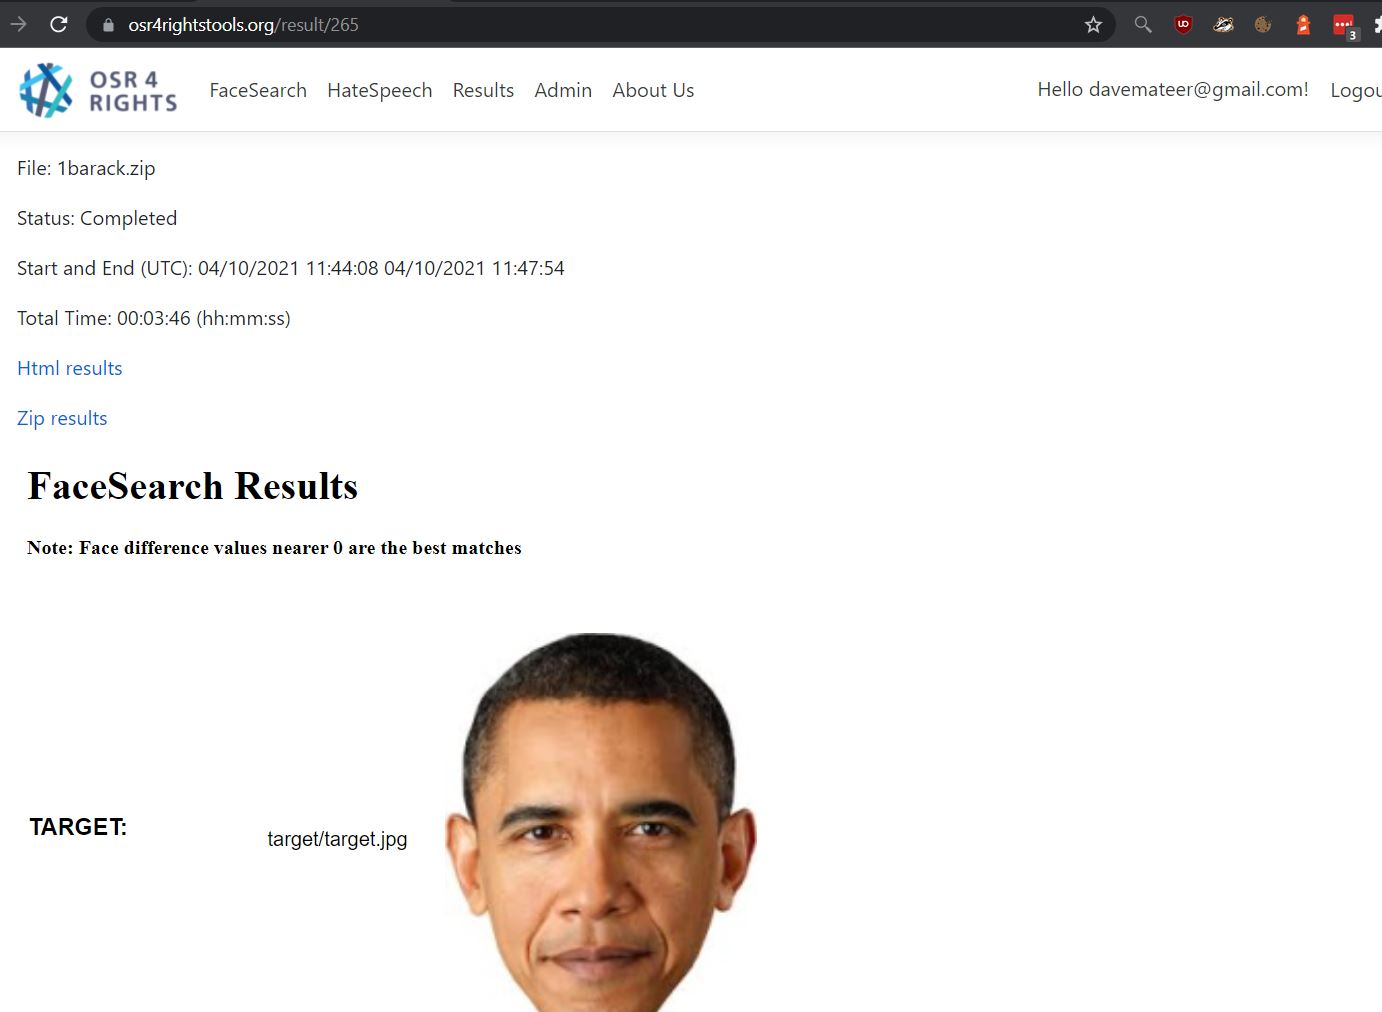 osr4rightstools.org/result/265
3
OSR 4
RIGHTS
FaceSearch HateSpeech Results Admin About Us Hello davemateer@gmail.com! Logou
File: 1barack.zip
Status: Completed
Start and End (UTC): 04/10/2021 11:44:08 04/10/2021 11:47:54
Total Time: 00:03:46 (hh:mm:ss)
Html results
Zip results
FaceSearch Results
Note: Face difference values nearer 0 are the best matches
TARGET:
target/target.jpg